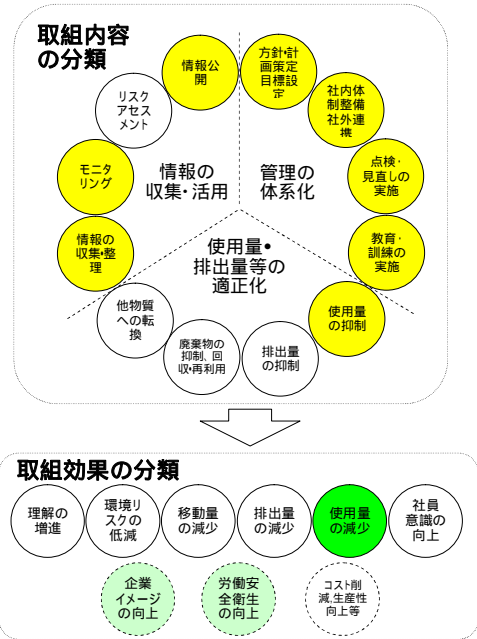 取組内容
の分類
情報公
開
方針・計
画策定
目標設
定
リスク
アセス
メント
社内体
制整備
社外連
携
モニタ
リング
情報の
収集・活用
管理の
体系化
点検・
見直しの
実施
情報の
収集・整
理
使用量・
排出量等の
適正化
教育・
訓練の
実施
他物質
への転
換
廃棄物の
抑制、回
収・再利用
排出量
の抑制
使用量
の抑制
取組効果の分類
理解の
増進
環境リ
スクの
低減
移動量
の減少
排出量
の減少
使用量
の減少
社員
意識の
向上
企業
イメージ
の向上
労働安
全衛生
の向上
コスト削
減,生産性
向上等